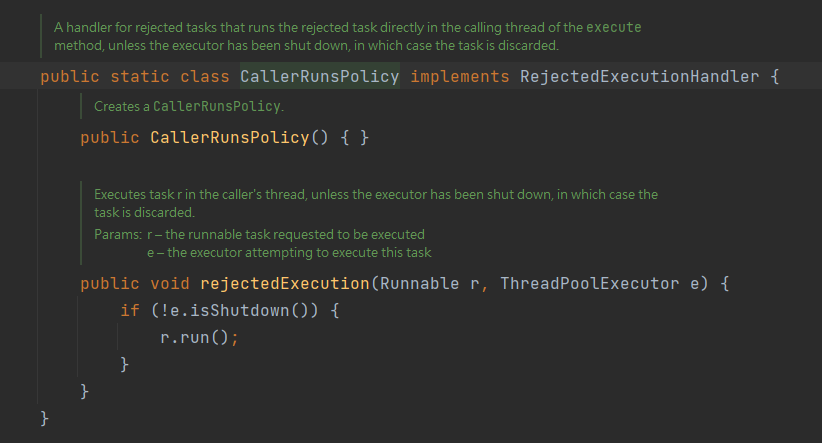 A handler for rejected tasks that runs the rejected task directly in the calling thread of the execute
method, unless the executor has been shut down, in which case the task is discarded.
public static class CallerRunsPolicy implements RejectedExecutionHandler {
Creates a CallerRunsPolicy.
public CallerRunsPolicy() { }
Executes task r in the caller's thread, unless the executor has been shut down, in which case the
task is discarded.
Params: r – the runnable task requested to be executed
e – the executor attempting to execute this task
public void rejectedExecution(Runnable r, ThreadPoolExecutor e) {
if (!e.isShutdown()) {
r.run();
}
}
}